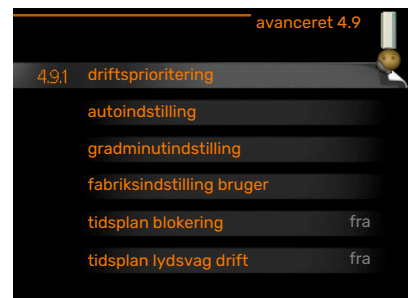 avanceret 4.9
4.9.1 driftsprioritering
autoindstilling
gradminutindstilling
fabriksindstilling bruger
tidsplan blokering fra
tidsplan lydsvag drift fra